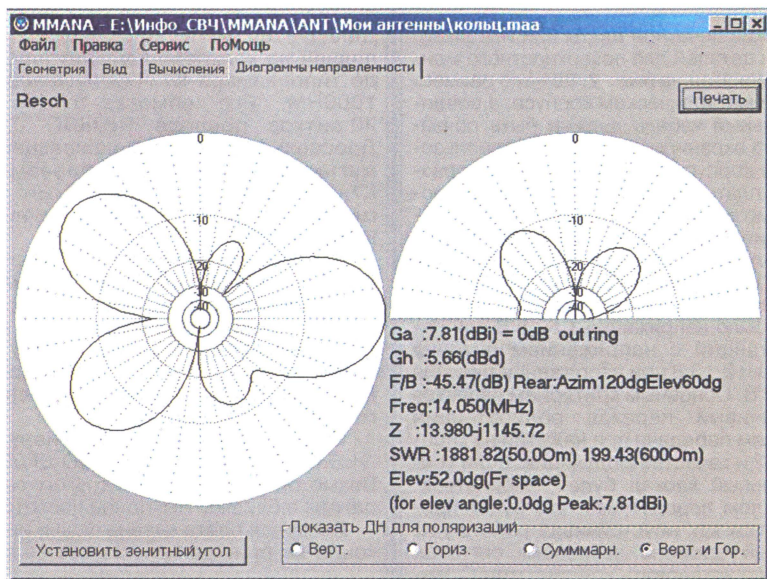 MMANA - E:\Инфо_СВЧ\MMANA\ANT\Мои антенны\кольц.maa
Файл Правка Сервис ПоМощь
Геометрия Вид Вычисления Диаграммы направленности
Resch
Печать
0
-10
-20
-30
-40
0
-10
-20
-30
-40
Ga :7.81(dBi) = 0dB out ring
Gh :5.66(dBd)
F/B :-45.47(dB) Rear:Azim120dgElev60dg
Freq:14.050(MHz)
Z :13.980-j1145.72
SWR :1881.82(50.0Om) 199.43(600Om)
Elev:52.0dg(Fr space)
(for elev angle:0.0dg Peak:7.81dBi)
Показать ДН для поляризаций
Установить зенитный угол
Верт. Гориз. Сумммарн. Верт. и Гор.